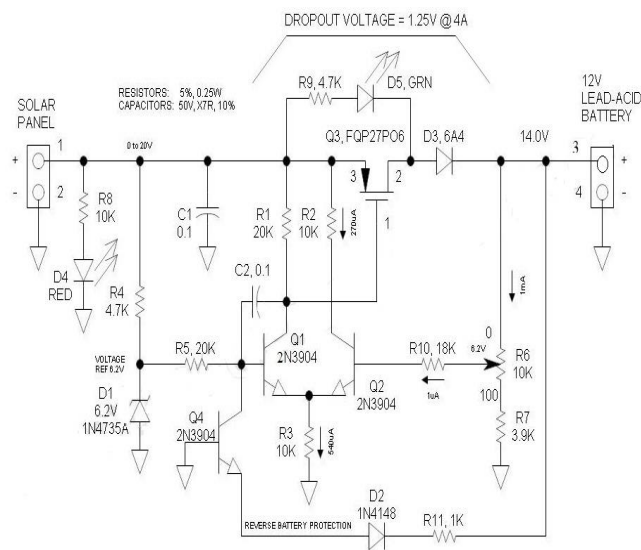 DROPOUT VOLTAGE = 1.25V @ 4A
RESISTORS: 5%, 0.25W
CAPACITORS: 50V, X7R, 10%
R9, 4.7K
D5, GRN
12V
LEAD-ACID
BATTERY
SOLAR
PANEL
Q3, FQP27PO6
D3, 6A4
14.0V
+
1
0 to 20V
3
2
3
+
-
2
1
4
-
R8
10K
C1
0.1
R1
20K
R2
10K
270uA
D4
RED
R4
4.7K
C2, 0.1
1mA
VOLTAGE
REF 6.2V
R5, 20K
Q1
2N3904
R10, 18K
6.2V
0
R6
10K
100
1uA
D1
6.2V
1N4735A
Q4
2N3904
Q2
2N3904
R3
10K
540uA
R7
3.9K
D2
1N4148
R11, 1K
REVERSE BATTERY PROTECTION